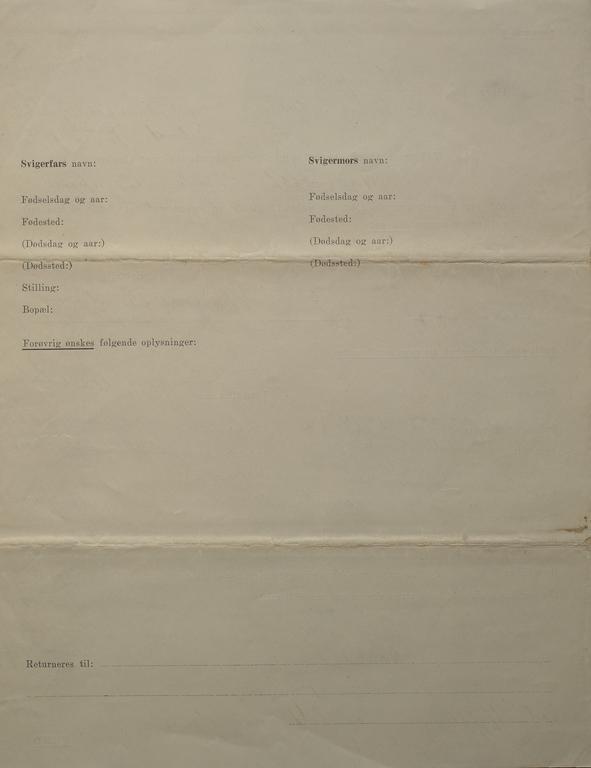 Svigerfars navn:
Fødselsdag og aar:
Fødested:
(Dødsdag og aar:)
(Dødssted:)
Stilling:
Bopæl:
Svigermors navn:
Fødselsdag og aar:
Fødested:
(Dødsdag og aar:)
(Dødssted:)
Forøvrig ønskes følgende oplysninger:
Returneres til: